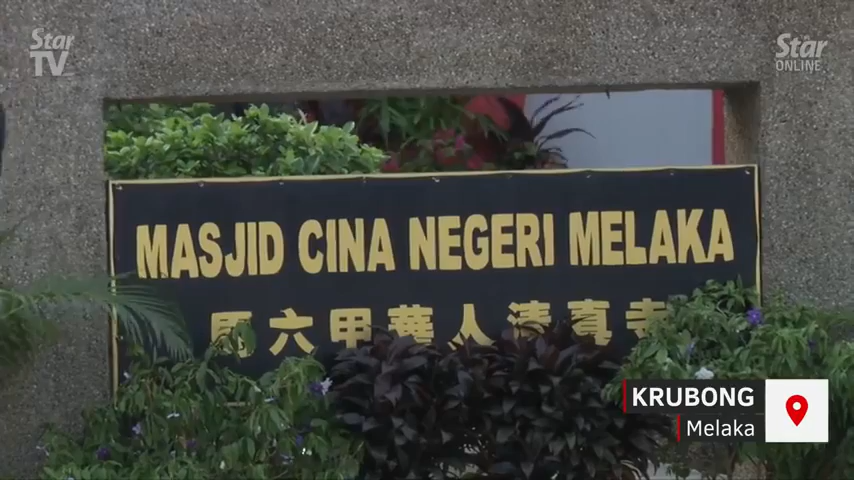 Star
TV
Star
ONLINE
MASJID CINA NEGERI MELAKA
馬六甲華人清真寺
KRUBONG
Melaka